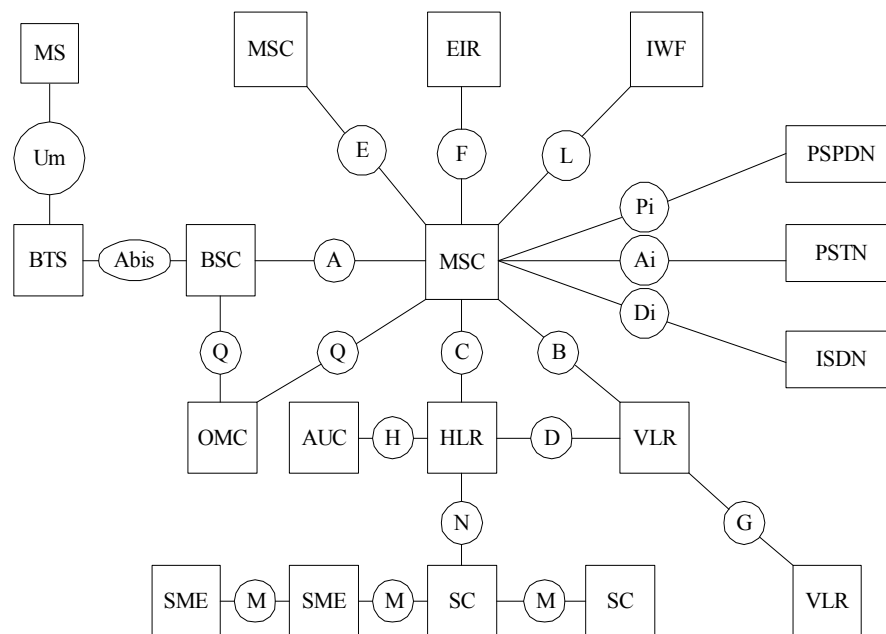 MS
MSC
EIR
IWF
Um
E
F
L
PSPDN
Pi
BTS
Abis
BSC
A
MSC
Ai
PSTN
Di
Q
Q
C
B
ISDN
OMC
AUC
H
HLR
D
VLR
N
G
SME
M
SME
M
SC
M
SC
VLR